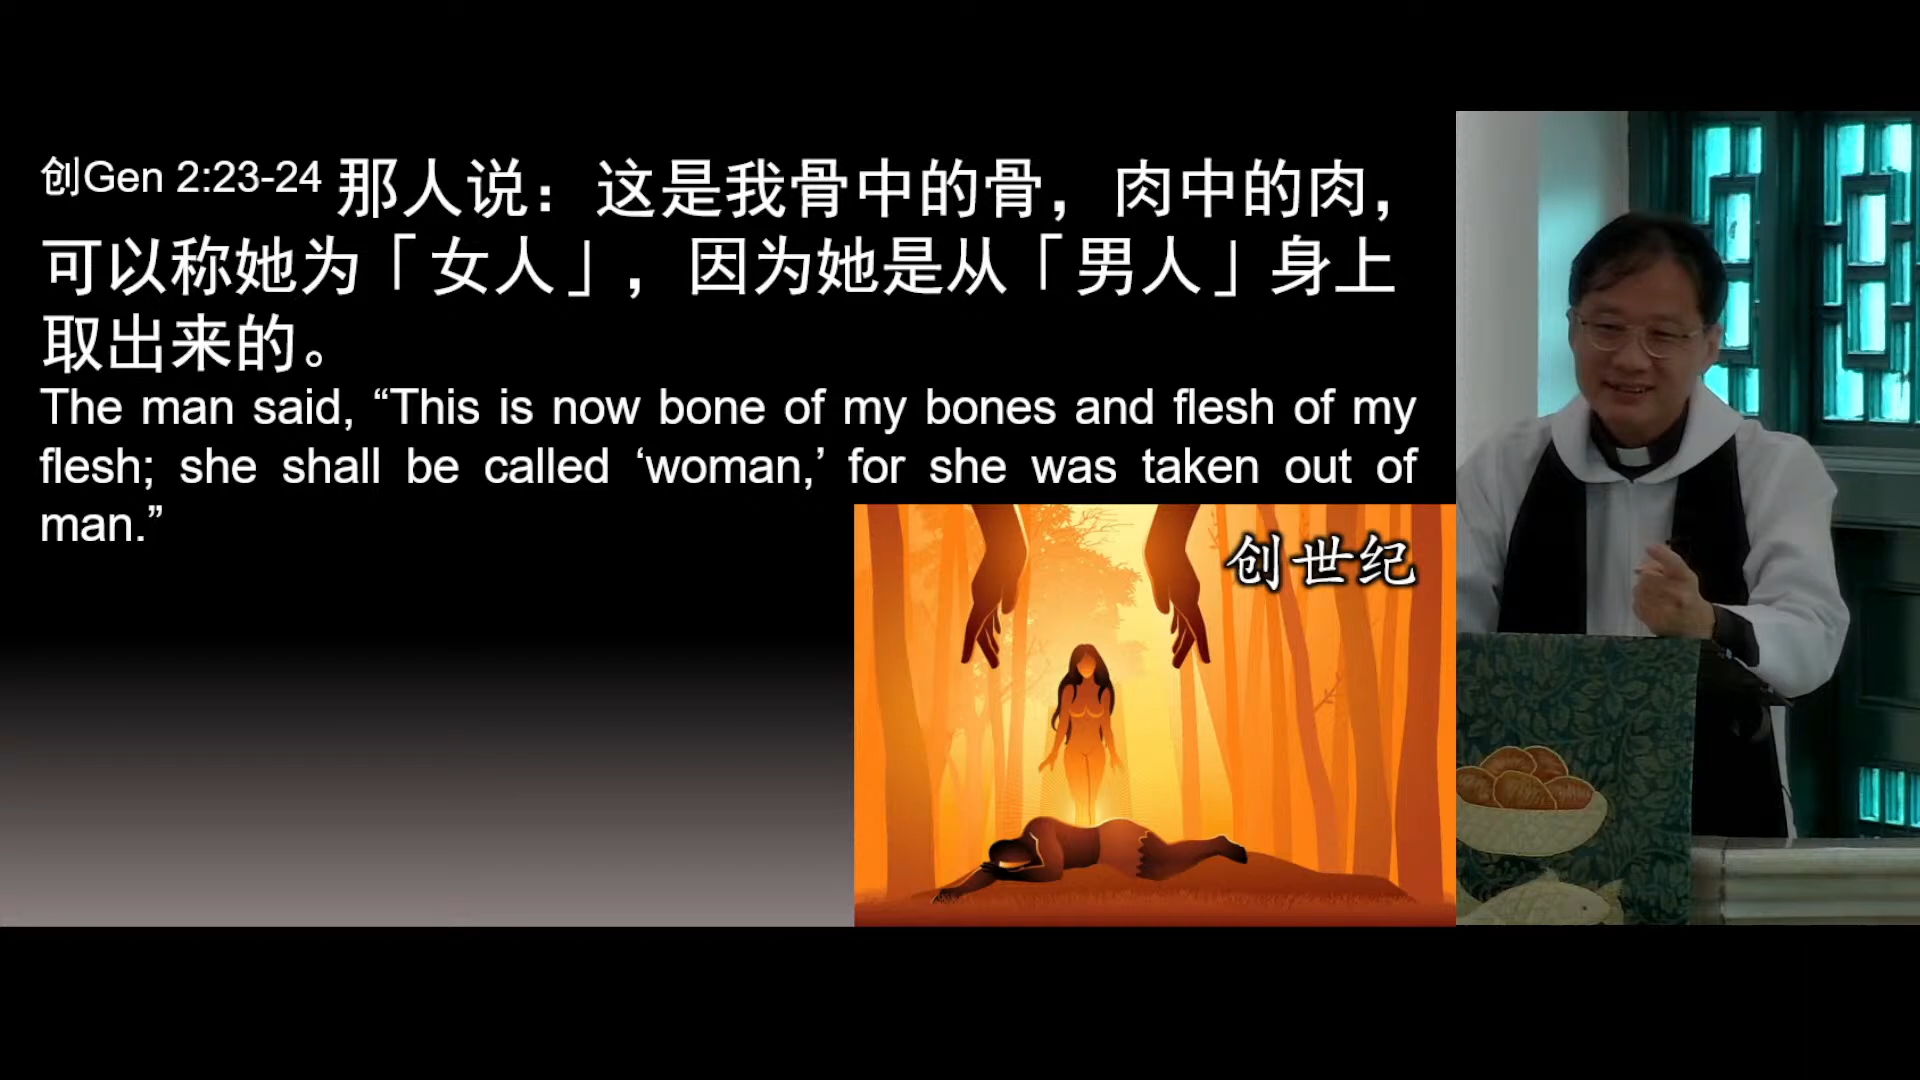 创Gen 2:23-24 那人说：这是我骨中的骨，肉中的肉，
可以称她为「女人」，因为她是从「男人」身上
取出来的。
The man said, “This is now bone of my bones and flesh of my
flesh; she shall be called ‘woman,’ for she was taken out of
man.”
创世纪